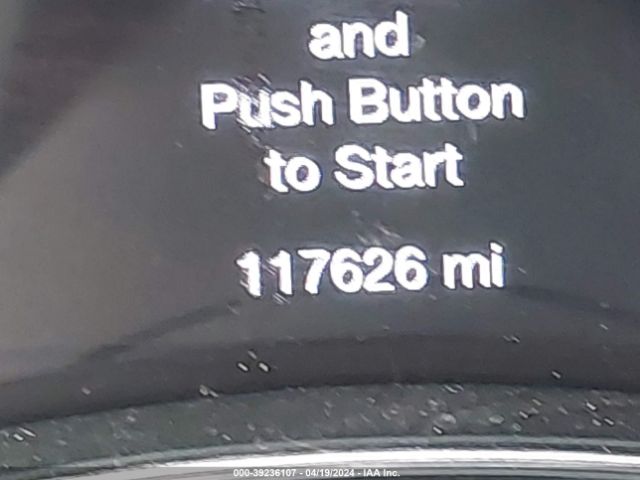 and
Push Button
to Start
117626 mi
000-39236107 - 04/19/2024 - IAA Inc.